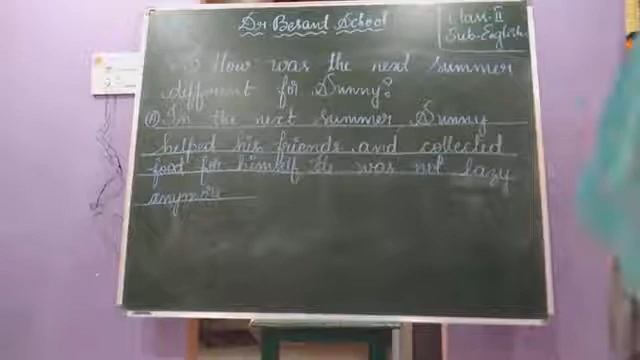 Dr Besant School
Class-II
Sub-English
How was the next summer
different for Sunny?
A) In the next summer Sunny
helped his friends and collected
food for himself He was not lazy
anymore